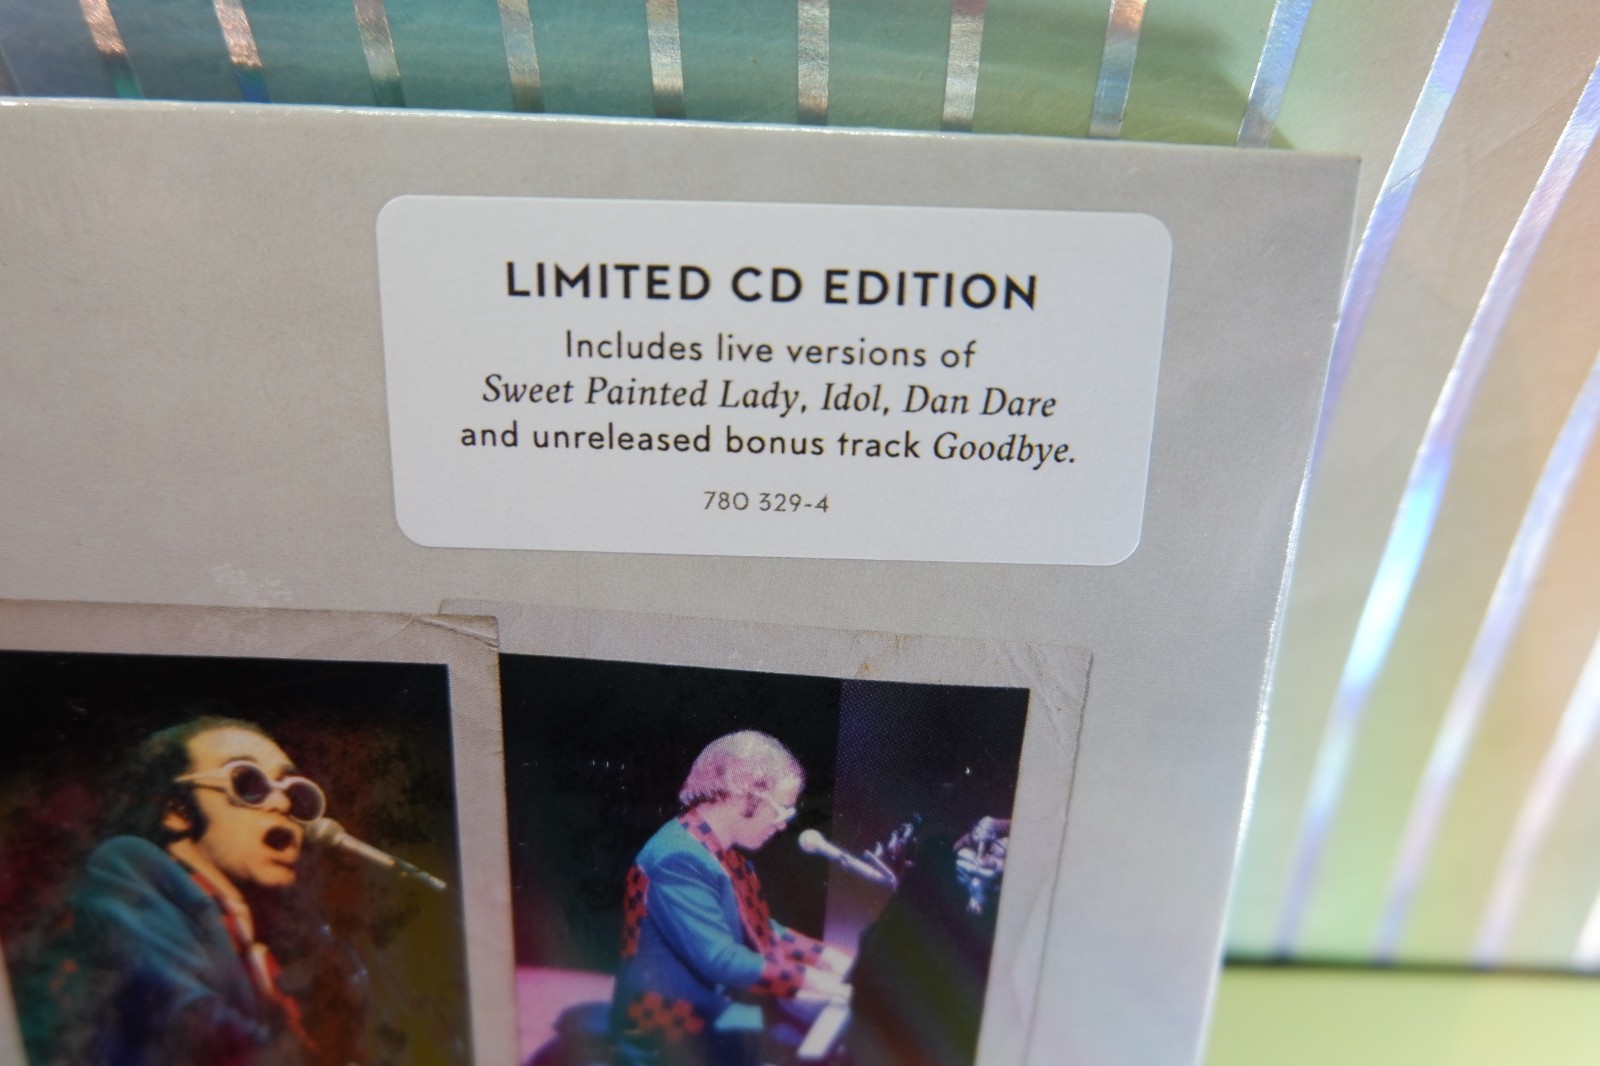 LIMITED CD EDITION
Includes live versions of
Sweet Painted Lady, Idol, Dan Dare
and unreleased bonus track Goodbye.
780 329-4